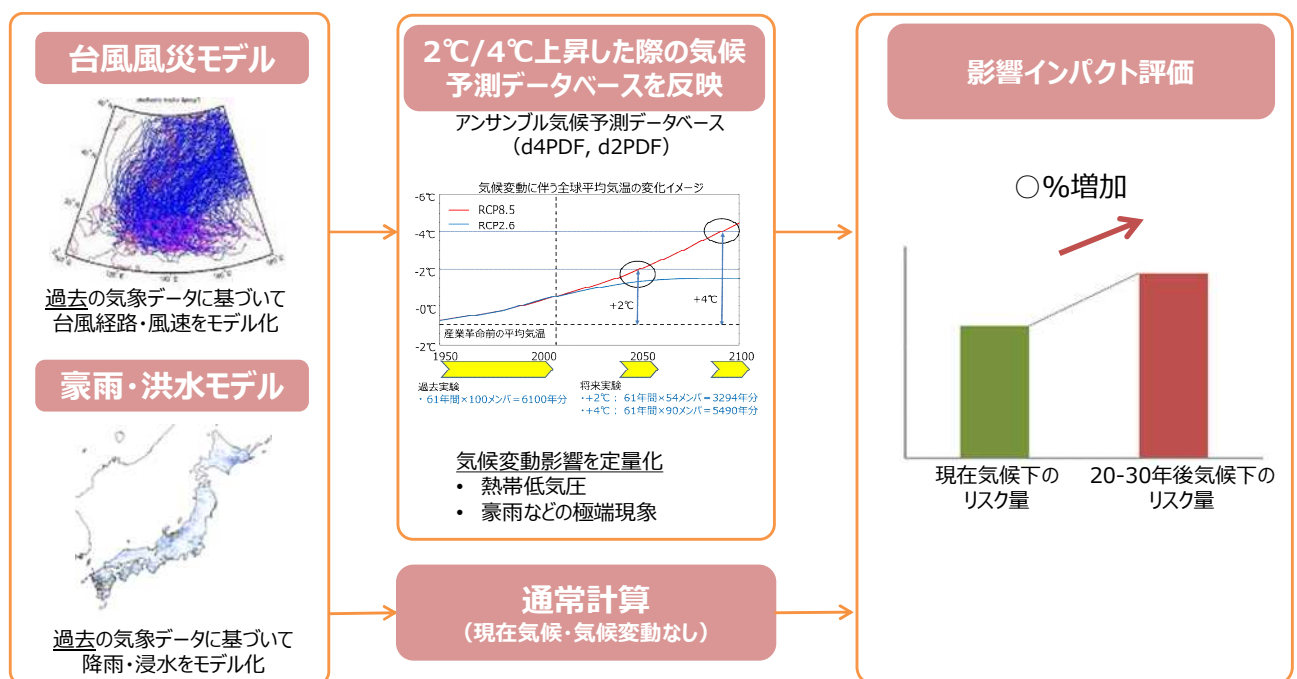 台風風災モデル
過去の気象データに基づいて
台風経路・風速をモデル化
豪雨・洪水モデル
過去の気象データに基づいて
降雨・浸水をモデル化
2℃/4℃上昇した際の気候
予測データベースを反映
アンサンブル気候予測データベース
(d4PDF, d2PDF)
気候変動に伴う全球平均気温の変化イメージ
-6℃
RCP8.5
RCP2.6
-4℃
-2℃
+2℃
+4℃
-0℃
産業革命前の平均気温
-2℃
1950 2000 2050 2100
過去実験
・61年間×100メンバ=6100年分
将来実験
・+2℃: 61年間×54メンバ=3294年分
・+4℃: 61年間×90メンバ=5490年分
気候変動影響を定量化
• 熱帯低気圧
• 豪雨などの極端現象
通常計算
(現在気候・気候変動なし)
影響インパクト評価
○%増加
現在気候下の
リスク量
20-30年後気候下の
リスク量